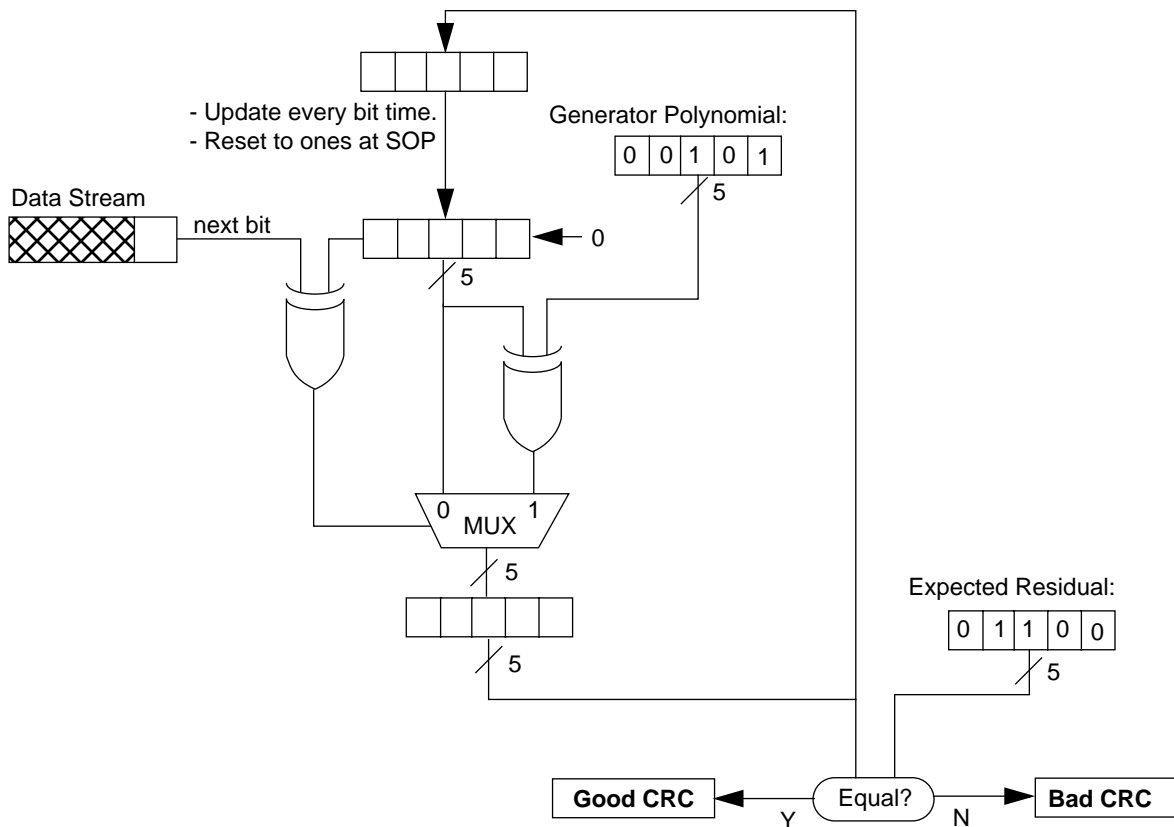 - Update every bit time.
- Reset to ones at SOP
Generator Polynomial:
0 0 1 0 1
5
Data Stream
next bit
0
5
0 1
MUX
5
Expected Residual:
0 1 1 0 0
5
5
Good CRC
Y
Equal?
N
Bad CRC